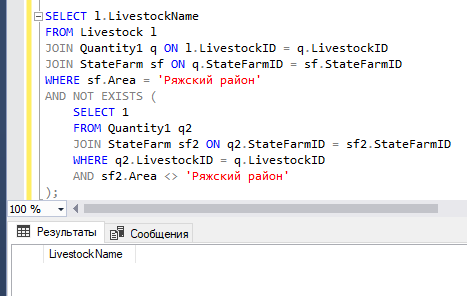 SELECT l.LivestockName
FROM Livestock l
JOIN Quantity1 q ON l.LivestockID = q.LivestockID
JOIN StateFarm sf ON q.StateFarmID = sf.StateFarmID
WHERE sf.Area = 'Ряжский район'
AND NOT EXISTS (
SELECT 1
FROM Quantity1 q2
JOIN StateFarm sf2 ON q2.StateFarmID = sf2.StateFarmID
WHERE q2.LivestockID = q.LivestockID
AND sf2.Area <> 'Ряжский район'
);
100 %
Результаты Сообщения
LivestockName